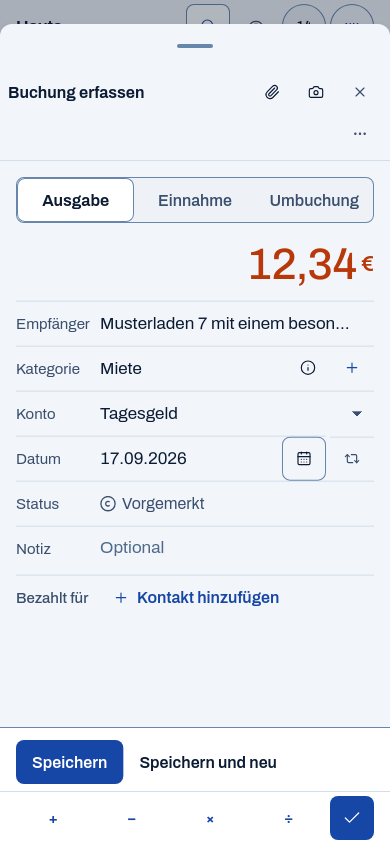 Buchung erfassen
...
Ausgabe Einnahme Umbuchung
12,34 €
Empfänger Musterladen 7 mit einem beson...
Kategorie Miete
Konto Tagesgeld
Datum 17.09.2026
Status Vorgemerkt
Notiz Optional
Bezahlt für + Kontakt hinzufügen
Speichern Speichern und neu
+ − × ÷